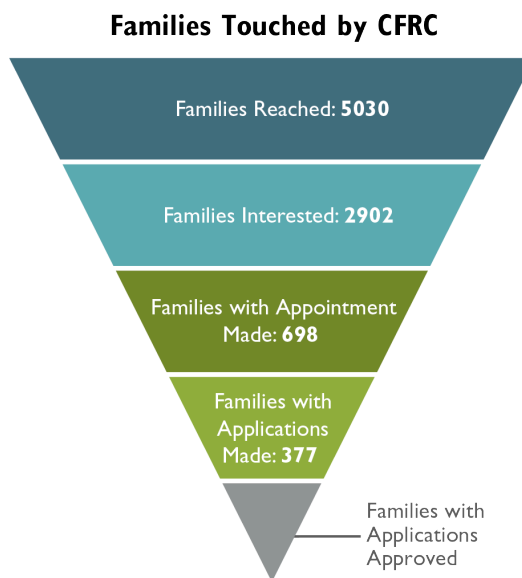 Families Touched by CFRC
Families Reached: 5030
Families Interested: 2902
Families with Appointment
Made: 698
Families with
Applications
Made: 377
Families with
Applications
Approved